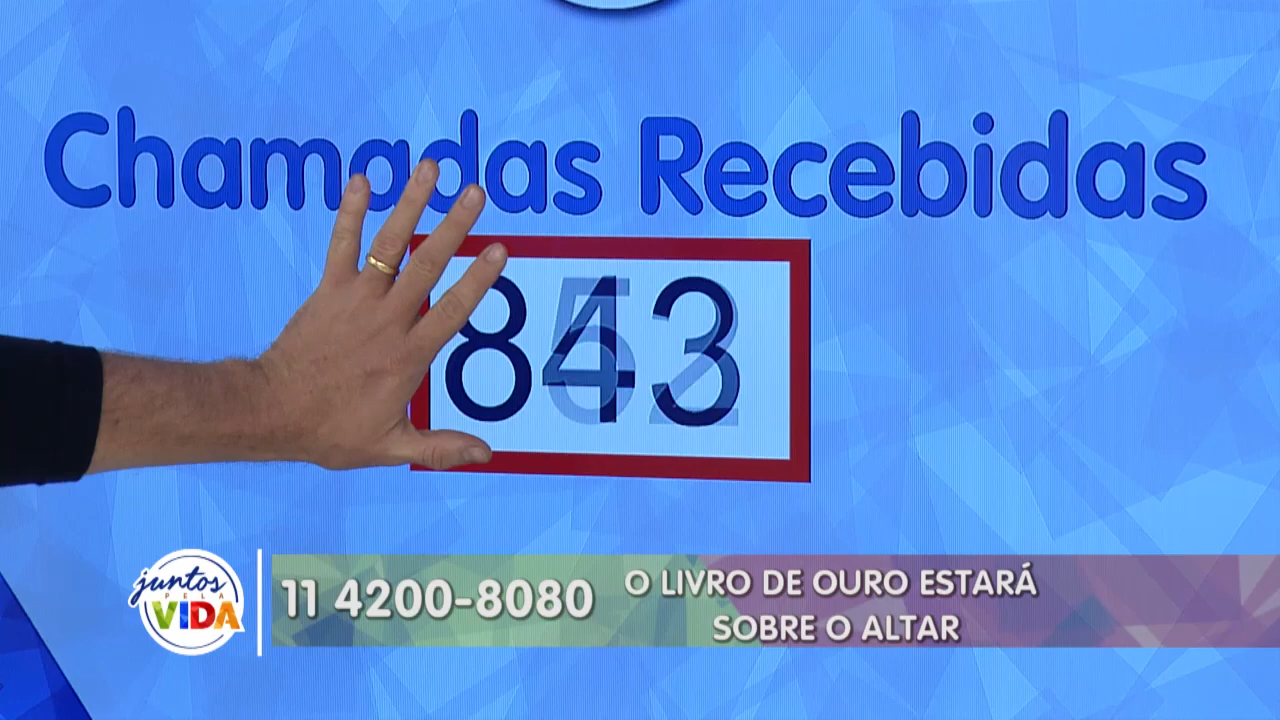 Chamadas Recebidas
843
juntos
PELA
VIDA
11 4200-8080
O LIVRO DE OURO ESTARÁ
SOBRE O ALTAR